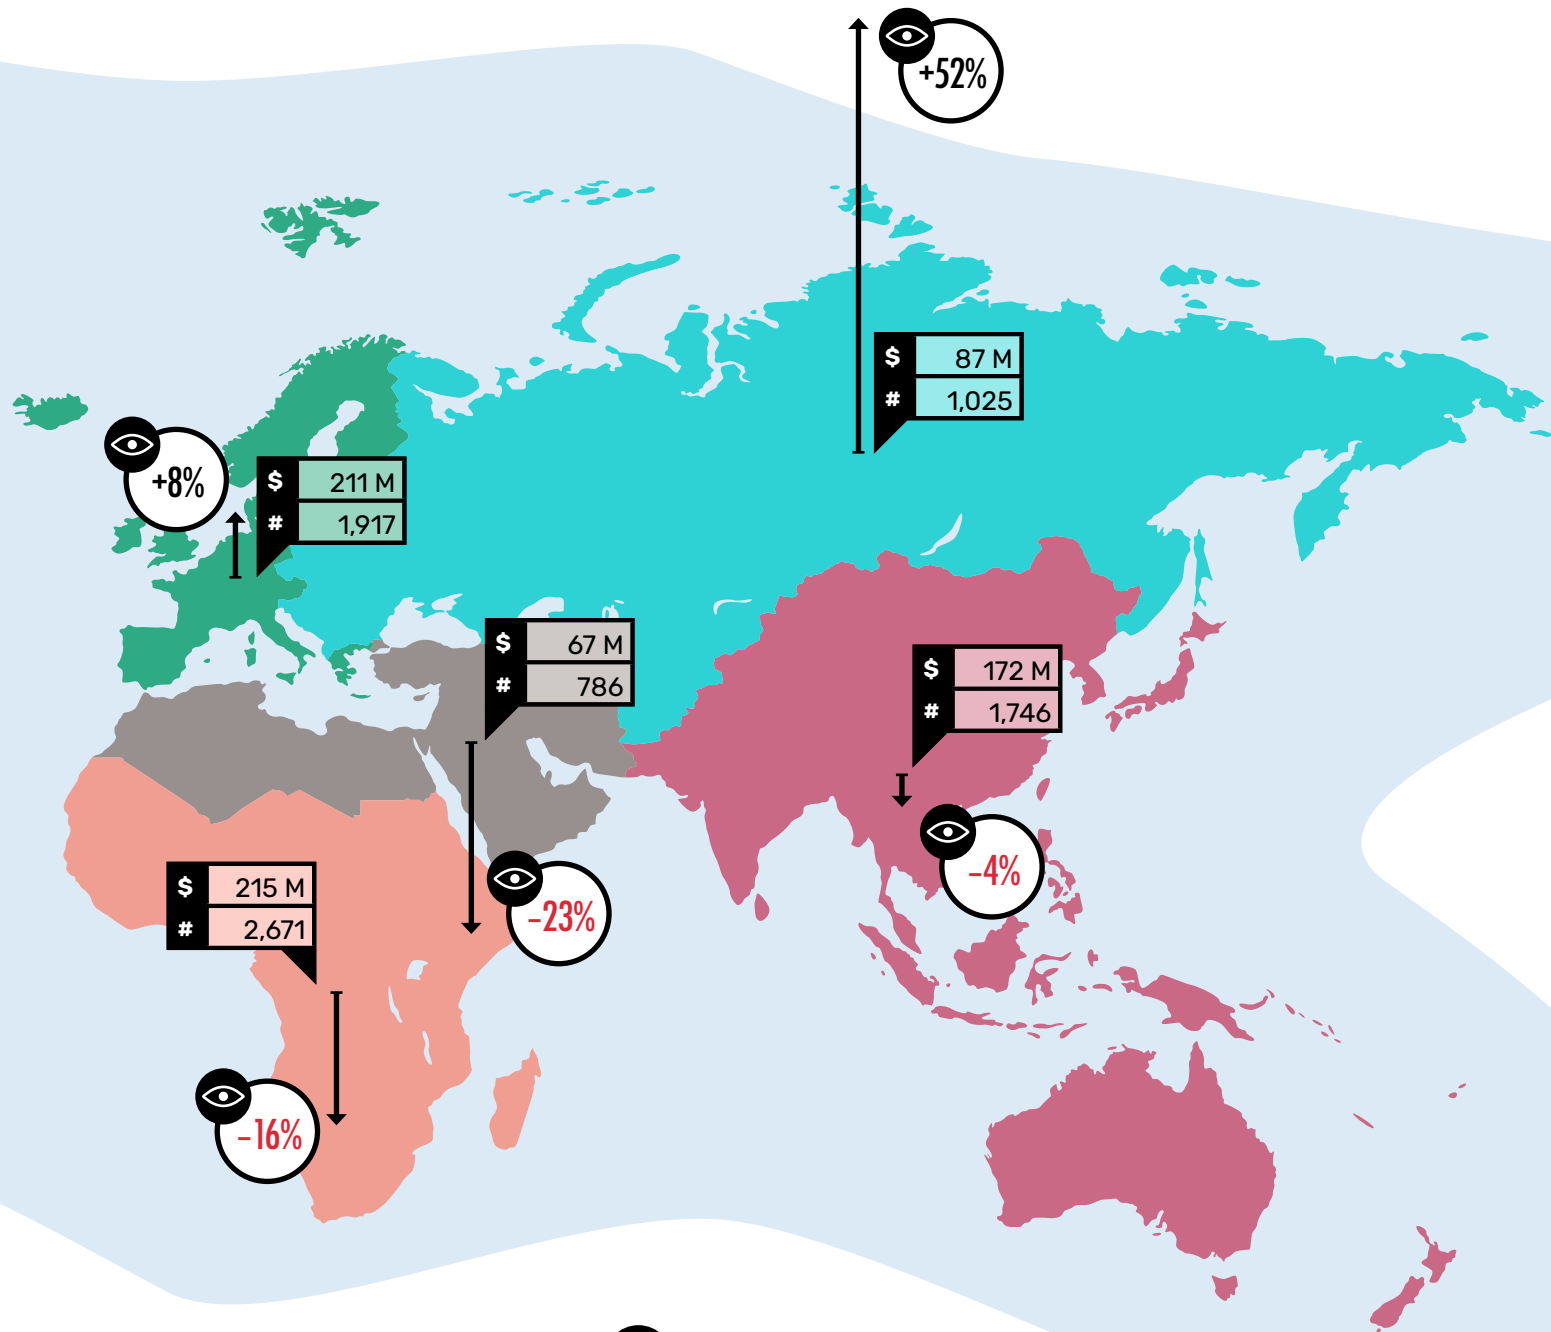 +52%
$ 87 M
# 1,025
+8%
$ 211 M
# 1,917
$ 67 M
# 786
$ 172 M
# 1,746
–4%
–23%
$ 215 M
# 2,671
–16%